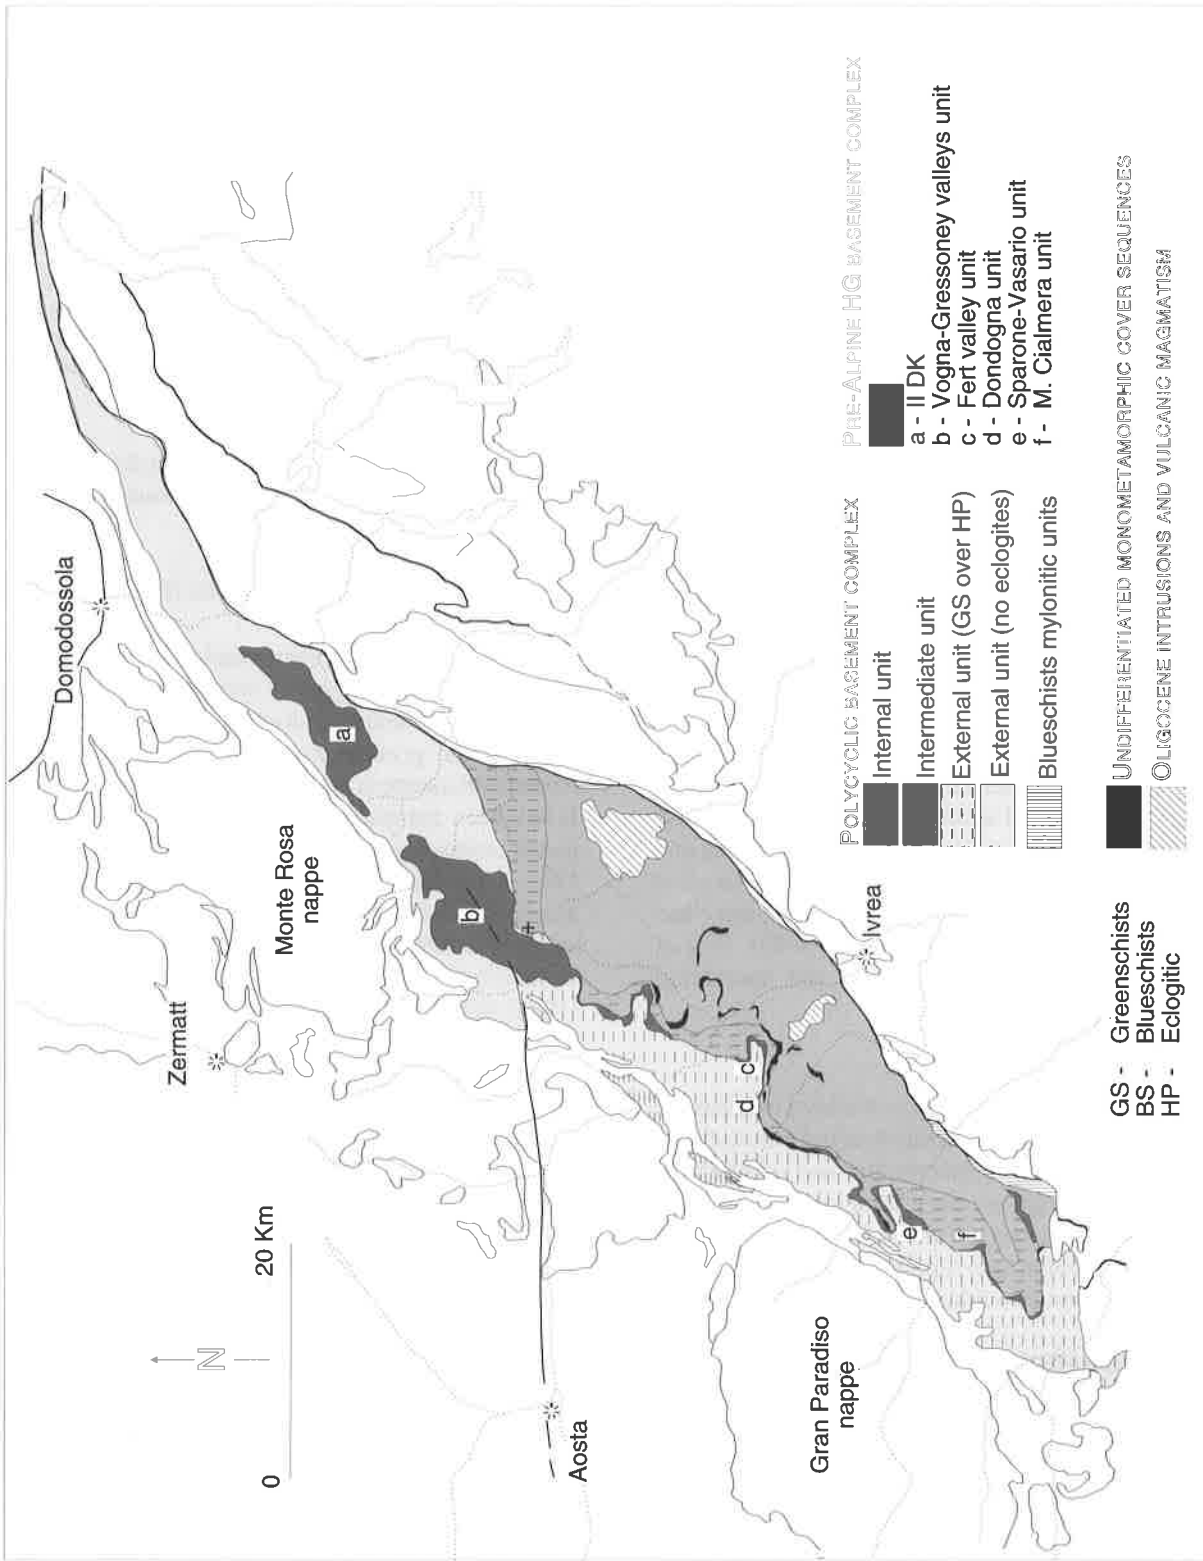 Domodossola
Zermatt
Monte Rosa
nappe
a
b
c
d
e
f
N
0
20 Km
Aosta
Ivrea
Gran Paradiso
nappe
POLYCYCLIC BASEMENT COMPLEX
Internal unit
Intermediate unit
External unit (GS over HP)
External unit (no eclogites)
Blueschists mylonitic units
PRE-ALPINE HG BASEMENT COMPLEX
a - II DK
b - Vogna-Gressoney valleys unit
c - Fert valley unit
d - Dondogna unit
e - Sparone-Vasario unit
f - M. Cialmera unit
UNDIFFERENTIATED MONOMETAMORPHIC COVER SEQUENCES
OLIGOCENE INTRUSIONS AND VULCANIC MAGMATISM
GS - Greenschists
BS - Blueschists
HP - Eclogitic